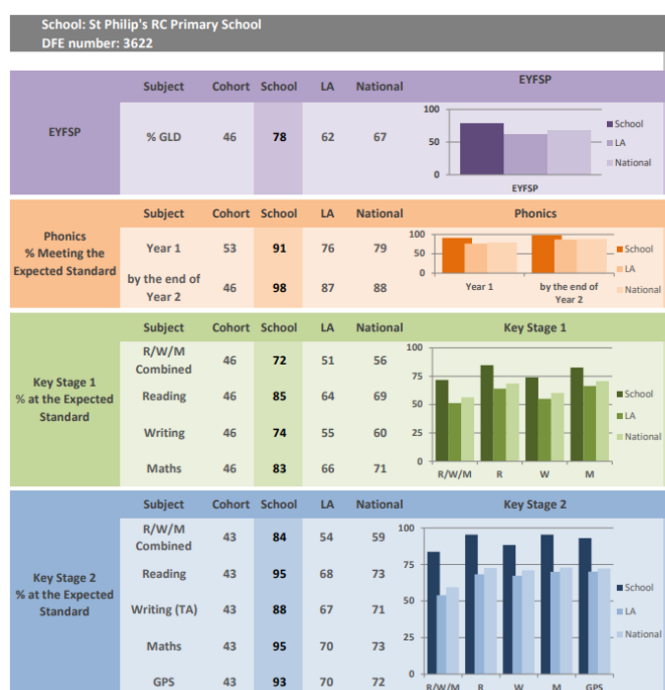 School: St Philip's RC Primary School
DFE number: 3622
Subject Cohort School LA National EYFSP
EYFSP
% GLD 46 78 62 67
100
50
0
EYFSP
School
LA
National
Subject Cohort School LA National Phonics
Phonics
% Meeting the
Expected Standard
Year 1 53 91 76 79
by the end of
Year 2
46 98 87 88
100
50
0
Year 1 by the end of
Year 2
School
LA
National
Subject Cohort School LA National Key Stage 1
Key Stage 1
% at the Expected
Standard
R/W/M
Combined
46 72 51 56
Reading 46 85 64 69
Writing 46 74 55 60
Maths 46 83 66 71
100
75
50
25
0
R/W/M R W M
School
LA
National
Subject Cohort School LA National Key Stage 2
Key Stage 2
% at the Expected
Standard
R/W/M
Combined
43 84 54 59
Reading 43 95 68 73
Writing (TA) 43 88 67 71
Maths 43 95 70 73
GPS 43 93 70 72
100
75
50
25
0
R/W/M R W M GPS
School
LA
National